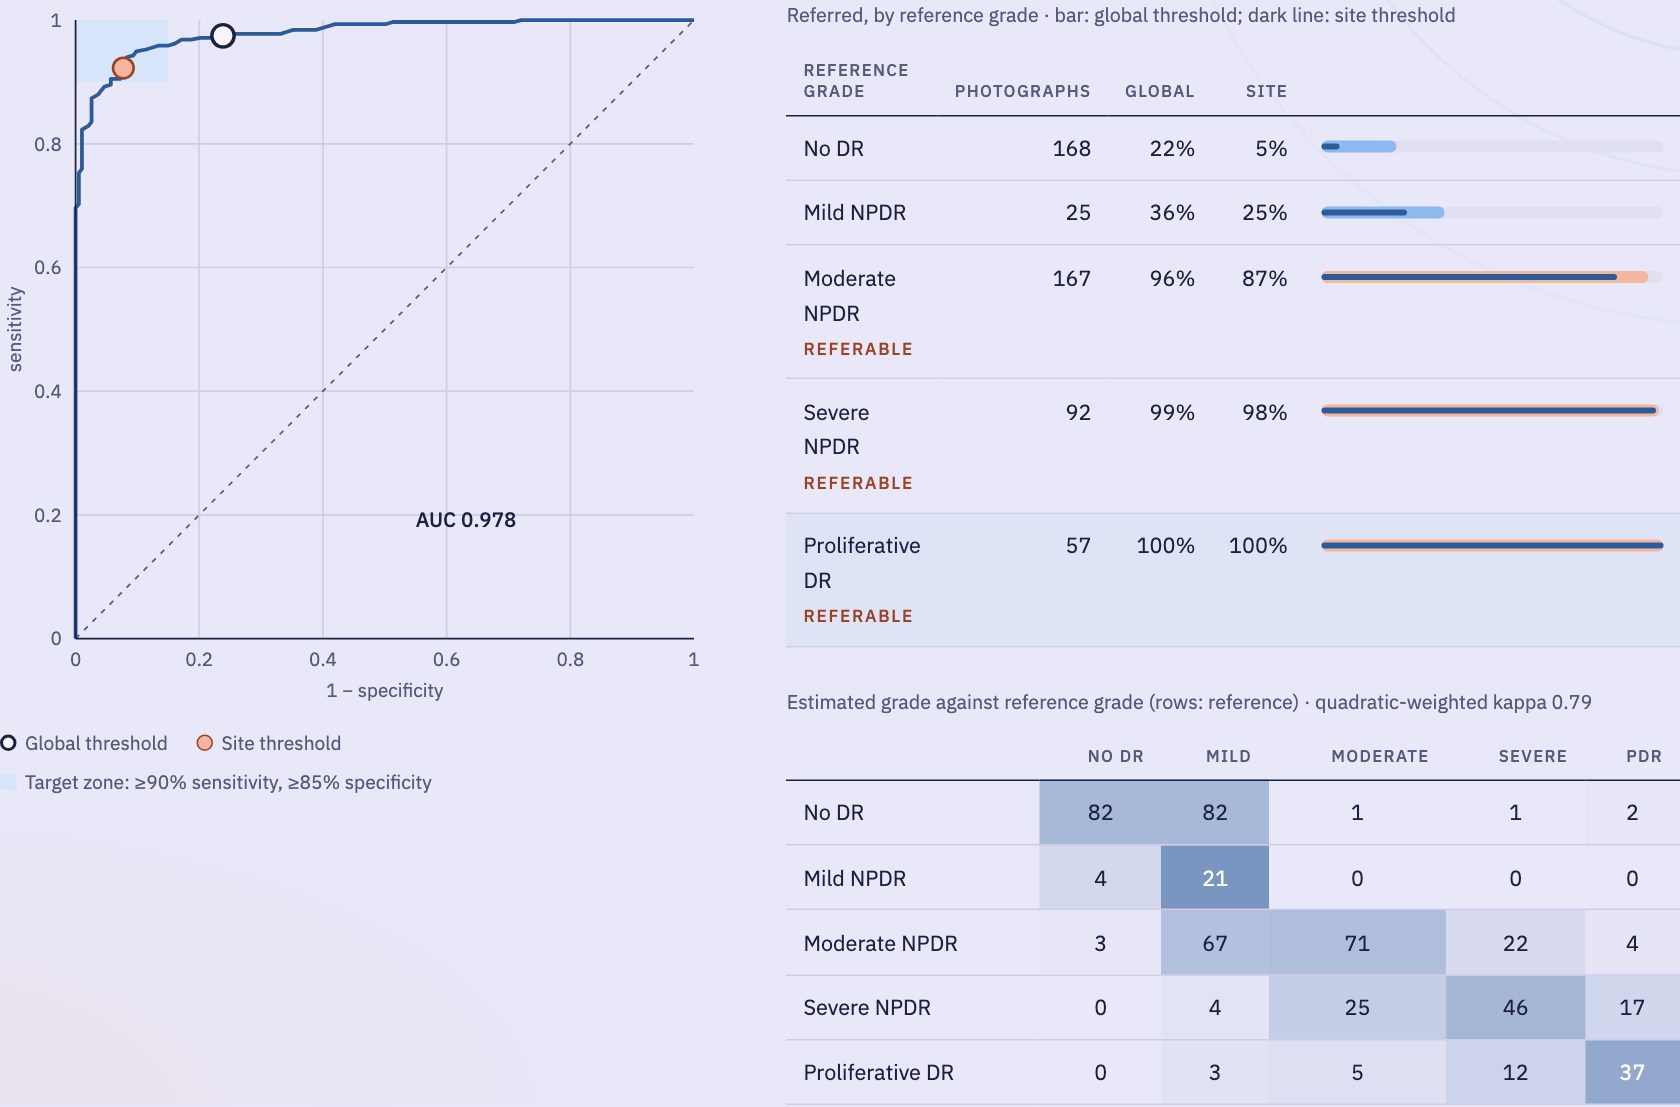 1
0.8
0.6
0.4
0.2
0
sensitivity
AUC 0.978
0
0.2
0.4
0.6
0.8
1
1 – specificity
Global threshold
Site threshold
Target zone: ≥90% sensitivity, ≥85% specificity
Referred, by reference grade · bar: global threshold; dark line: site threshold
REFERENCE GRADE PHOTOGRAPHS GLOBAL SITE
No DR 168 22% 5%
Mild NPDR 25 36% 25%
Moderate 167 96% 87%
NPDR
REFERABLE
Severe 92 99% 98%
NPDR
REFERABLE
Proliferative 57 100% 100%
DR
REFERABLE
Estimated grade against reference grade (rows: reference) · quadratic-weighted kappa 0.79
NO DR MILD MODERATE SEVERE PDR
No DR 82 82 1 1 2
Mild NPDR 4 21 0 0 0
Moderate NPDR 3 67 71 22 4
Severe NPDR 0 4 25 46 17
Proliferative DR 0 3 5 12 37